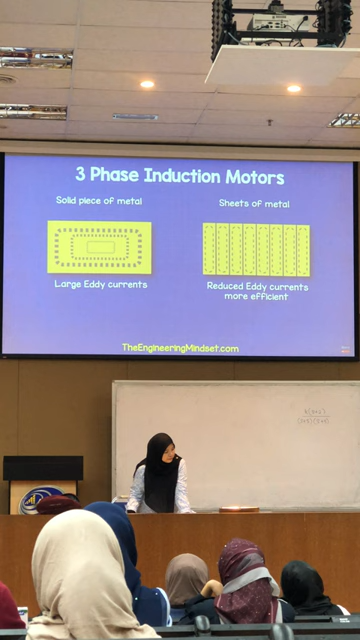 3 Phase Induction Motors
Solid piece of metal
Sheets of metal
Large Eddy currents
Reduced Eddy currents
more efficient
TheEngineeringMindset.com